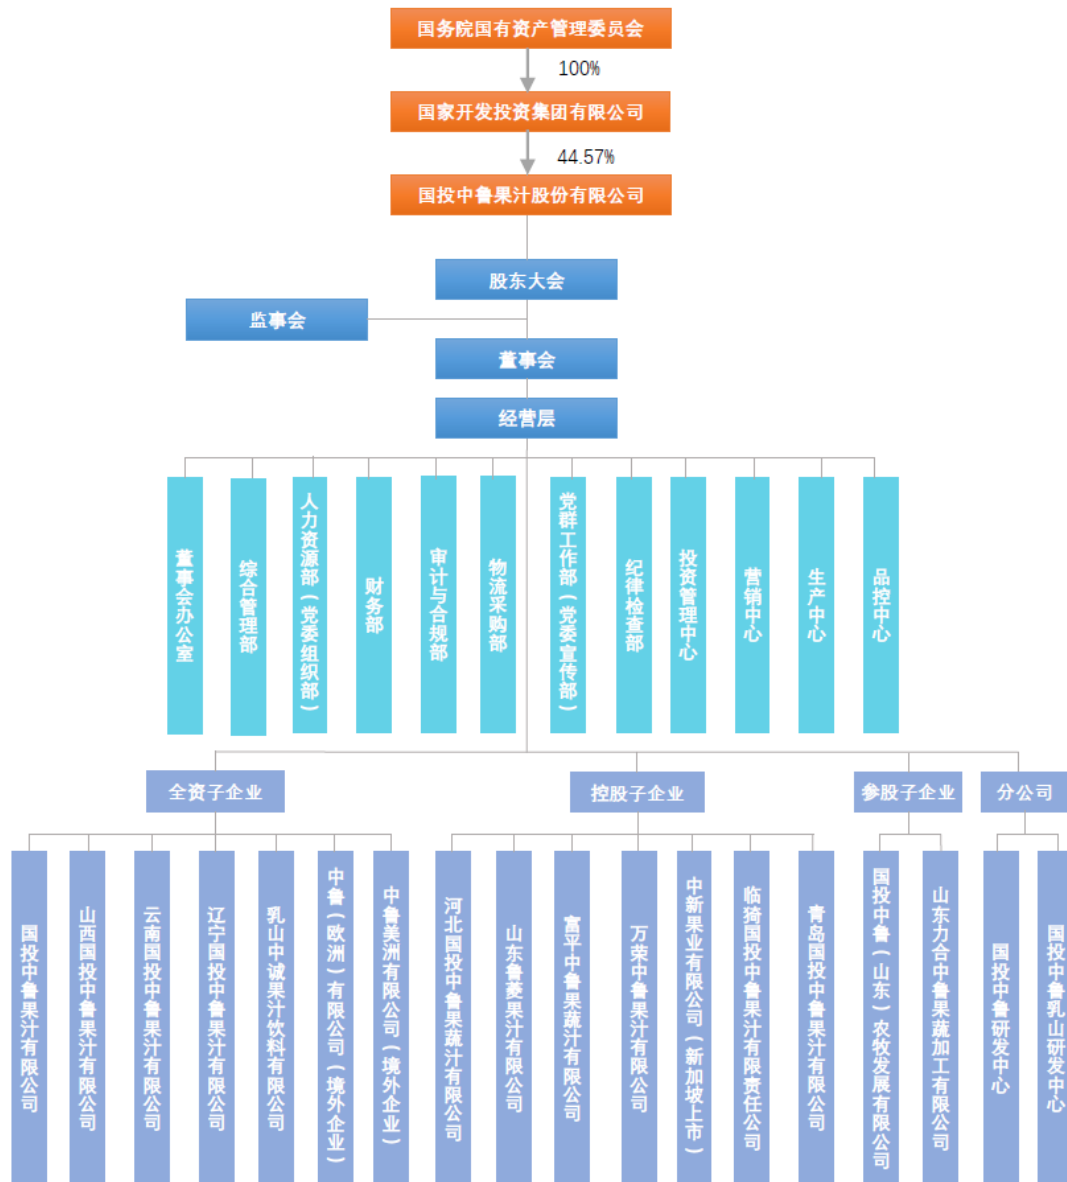 国务院国有资产管理委员会
100%
国家开发投资集团有限公司
44.57%
国投中鲁果汁股份有限公司
股东大会
监事会
董事会
经营层
董事会办公室
综合管理部
人力资源部（党委组织部）
财务部
审计与合规部
物流采购部
党群工作部（党委宣传部）
纪律检查部
投资管理中心
营销中心
生产中心
品控中心
全资子企业
控股子企业
参股子企业
分公司
国投中鲁果汁有限公司
山西国投中鲁果汁有限公司
云南国投中鲁果汁有限公司
辽宁国投中鲁果汁有限公司
乳山中诚果汁饮料有限公司
中鲁（欧洲）有限公司（境外企业）
中鲁美洲有限公司（境外企业）
河北国投中鲁果蔬汁有限公司
山东鲁菱果汁有限公司
富平中鲁果蔬汁有限公司
万荣中鲁果汁有限公司
中新果业有限公司（新加坡上市）
临猗国投中鲁果汁有限责任公司
青岛国投中鲁果汁有限公司
国投中鲁（山东）农牧发展有限公司
山东力合中鲁果蔬加工有限公司
国投中鲁研发中心
国投中鲁乳山研发中心